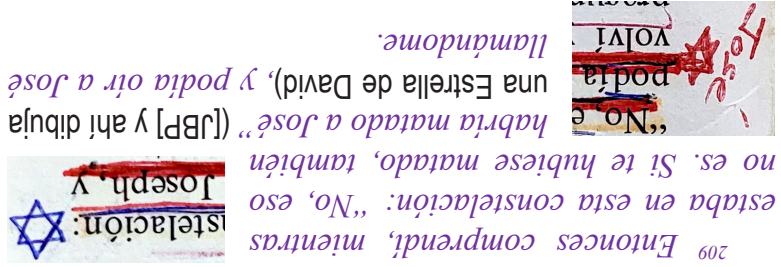 209 Entonces comprendí, mientras
estaba en esta constelación: “No, eso
no es. Si te hubiese matado, también
habría matado a José” ([JBP] y ahí dibuja
una Estrella de David), y podía oír a José
llamándome.
stelación:
Joseph, y
“No, e
podía
volví
José